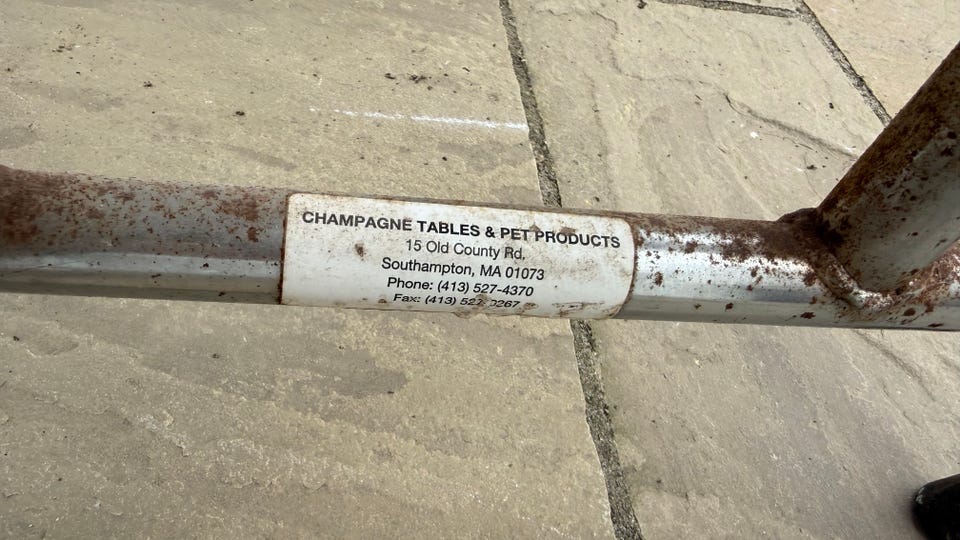 CHAMPAGNE TABLES & PET PRODUCTS
15 Old County Rd.
Southampton, MA 01073
Phone: (413) 527-4370
Fax: (413)